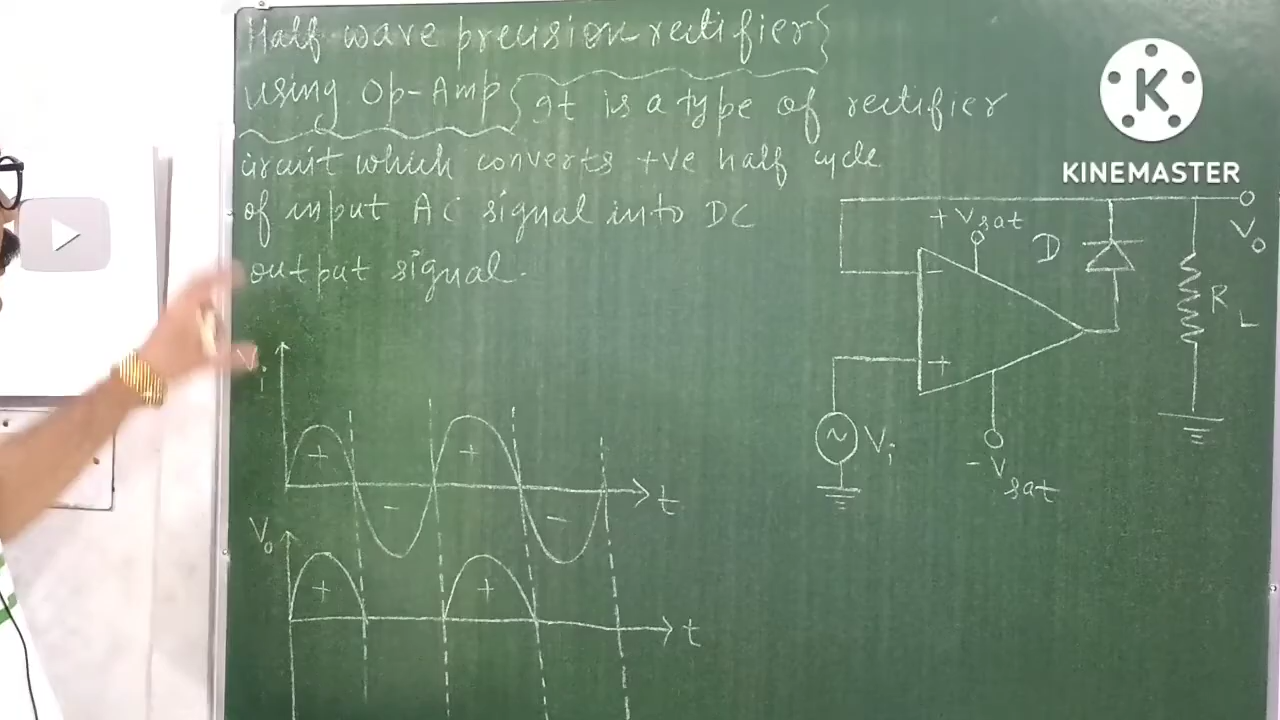 Half wave precision rectifier
using Op-Amp } It is a type of rectifier
circuit which converts +ve half cycle
of input AC signal into DC
output signal.
K
KINEMASTER
+Vsat
D
Vo
-
+
RL
Vi
-Vsat
Vi
+
-
+
-
t
Vo
+
+
t